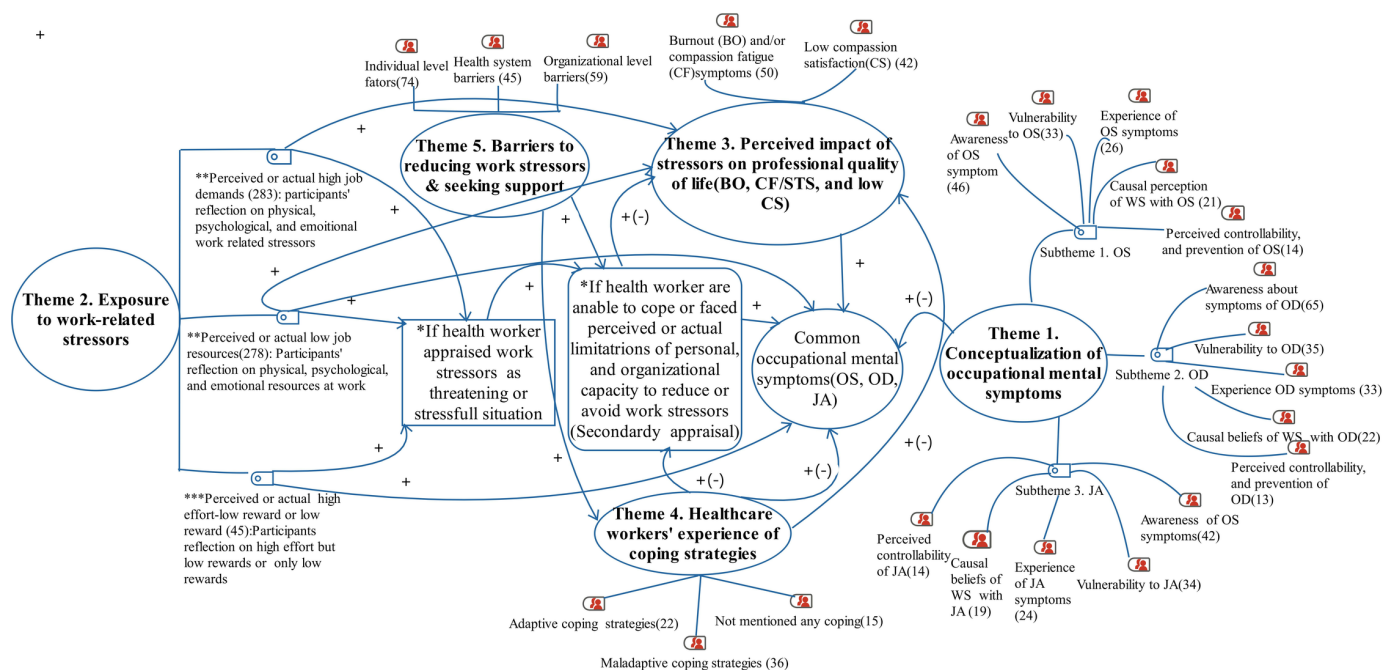 +
Individual level
fators(74)
Health system
barriers (45)
Organizational level
barriers(59)
Burnout (BO) and/or
compassion fatigue
(CF)symptoms (50)
Low compassion
satisfaction(CS) (42)
Theme 5. Barriers to
reducing work stressors
& seeking support
Theme 3. Perceived impact of
stressors on professional quality
of life(BO, CF/STS, and low
CS)
Awareness
of OS
symptom
(46)
Vulnerability
to OS(33)
Experience of
OS symptoms
(26)
Causal perception
of WS with OS (21)
Perceived controllability,
and prevention of OS(14)
Subtheme 1. OS
+
+
+
+(-)
+
+
+
+
+
+
+(-)
**Perceived or actual high job
demands (283): participants'
reflection on physical,
psychological, and emotional
work related stressors
Theme 2. Exposure
to work-related
stressors
**Perceived or actual low job
resources(278): Participants'
reflection on physical, psychological,
and emotional resources at work
***Perceived or actual  high
effort-low reward or low
reward (45):Participants
reflection on high effort but
low rewards or only low
rewards
*If health worker
appraised work
stressors  as
threatening or
stressfull situation
*If health worker are
unable to cope or faced
perceived or actual
limitatrions of personal,
and organizational
capacity to reduce or
avoid work stressors
(Secondardy appraisal)
Common
occupational mental
symptoms(OS, OD,
JA)
Theme 1.
Conceptualization of
occupational mental
symptoms
Awareness about
symptoms of OD(65)
Vulnerability to OD(35)
Subtheme 2. OD
Experience OD symptoms (33)
Causal beliefs of WS  with OD(22)
Perceived controllability,
and prevention of
OD(13)
+
+
+
+(-)
+(-)
+(-)
Theme 4. Healthcare
workers' experience of
coping strategies
Adaptive coping  strategies(22)
Maladaptive coping strategies (36)
Not mentioned any coping(15)
Subtheme 3. JA
Perceived
controllability
of JA(14)
Causal
beliefs of
WS  with
JA (19)
Experience
of JA
symptoms
(24)
Vulnerability to JA(34)
Awareness  of OS
symptoms(42)